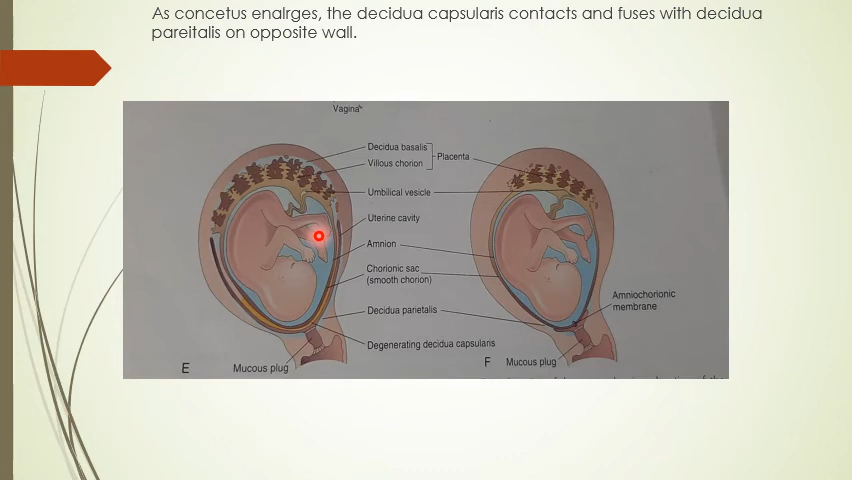 As concetus enalrges, the decidua capsularis contacts and fuses with decidua
pareitalis on opposite wall.
Vagina
Decidua basalis
Villous chorion
Placenta
Umbilical vesicle
Uterine cavity
Amnion
Chorionic sac
(smooth chorion)
Decidua parietalis
Degenerating decidua capsularis
Amniochorionic
membrane
E
Mucous plug
F
Mucous plug